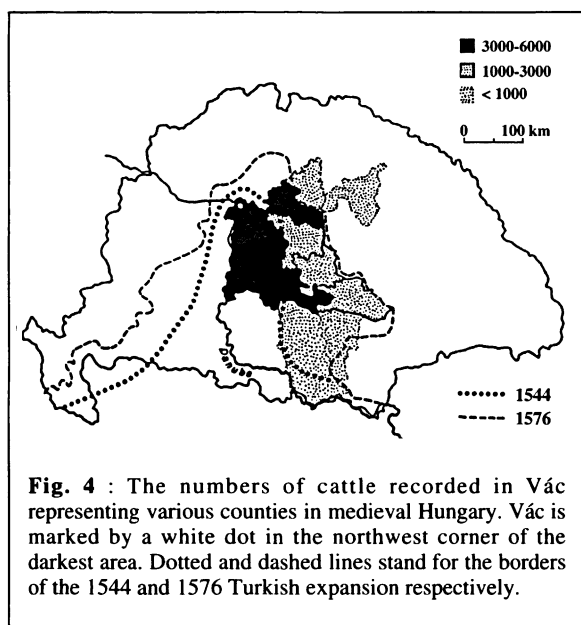 3000-6000
1000-3000
< 1000
0 100 km
1544
1576
Fig. 4 : The numbers of cattle recorded in Vác
representing various counties in medieval Hungary. Vác is
marked by a white dot in the northwest corner of the
darkest area. Dotted and dashed lines stand for the borders
of the 1544 and 1576 Turkish expansion respectively.